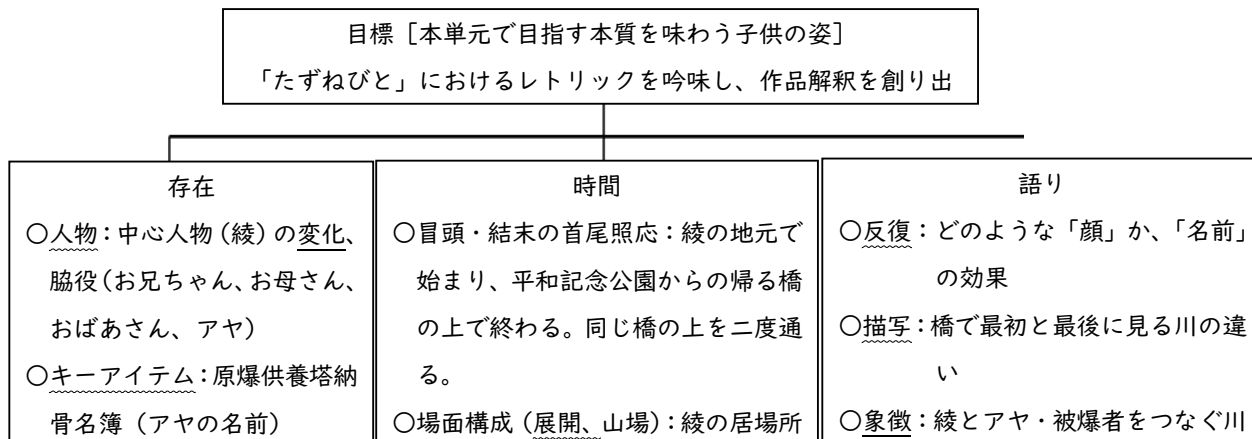 目標［本単元で目指す本質を味わう子供の姿］
「たずねびと」におけるレトリックを吟味し、作品解釈を創り出
存在
〇人物：中心人物（綾）の変化、
脇役（お兄ちゃん、お母さん、
おばあさん、アヤ）
〇キーアイテム：原爆供養塔納
骨名簿（アヤの名前）
時間
〇冒頭・結末の首尾照応：綾の地元で
始まり、平和記念公園からの帰る橋
の上で終わる。同じ橋の上を二度通
る。
〇場面構成（展開、山場）：綾の居場所
語り
〇反復：どのような「顔」か、「名前」
の効果
〇描写：橋で最初と最後に見る川の違
い
〇象徴：綾とアヤ・被爆者をつなぐ川